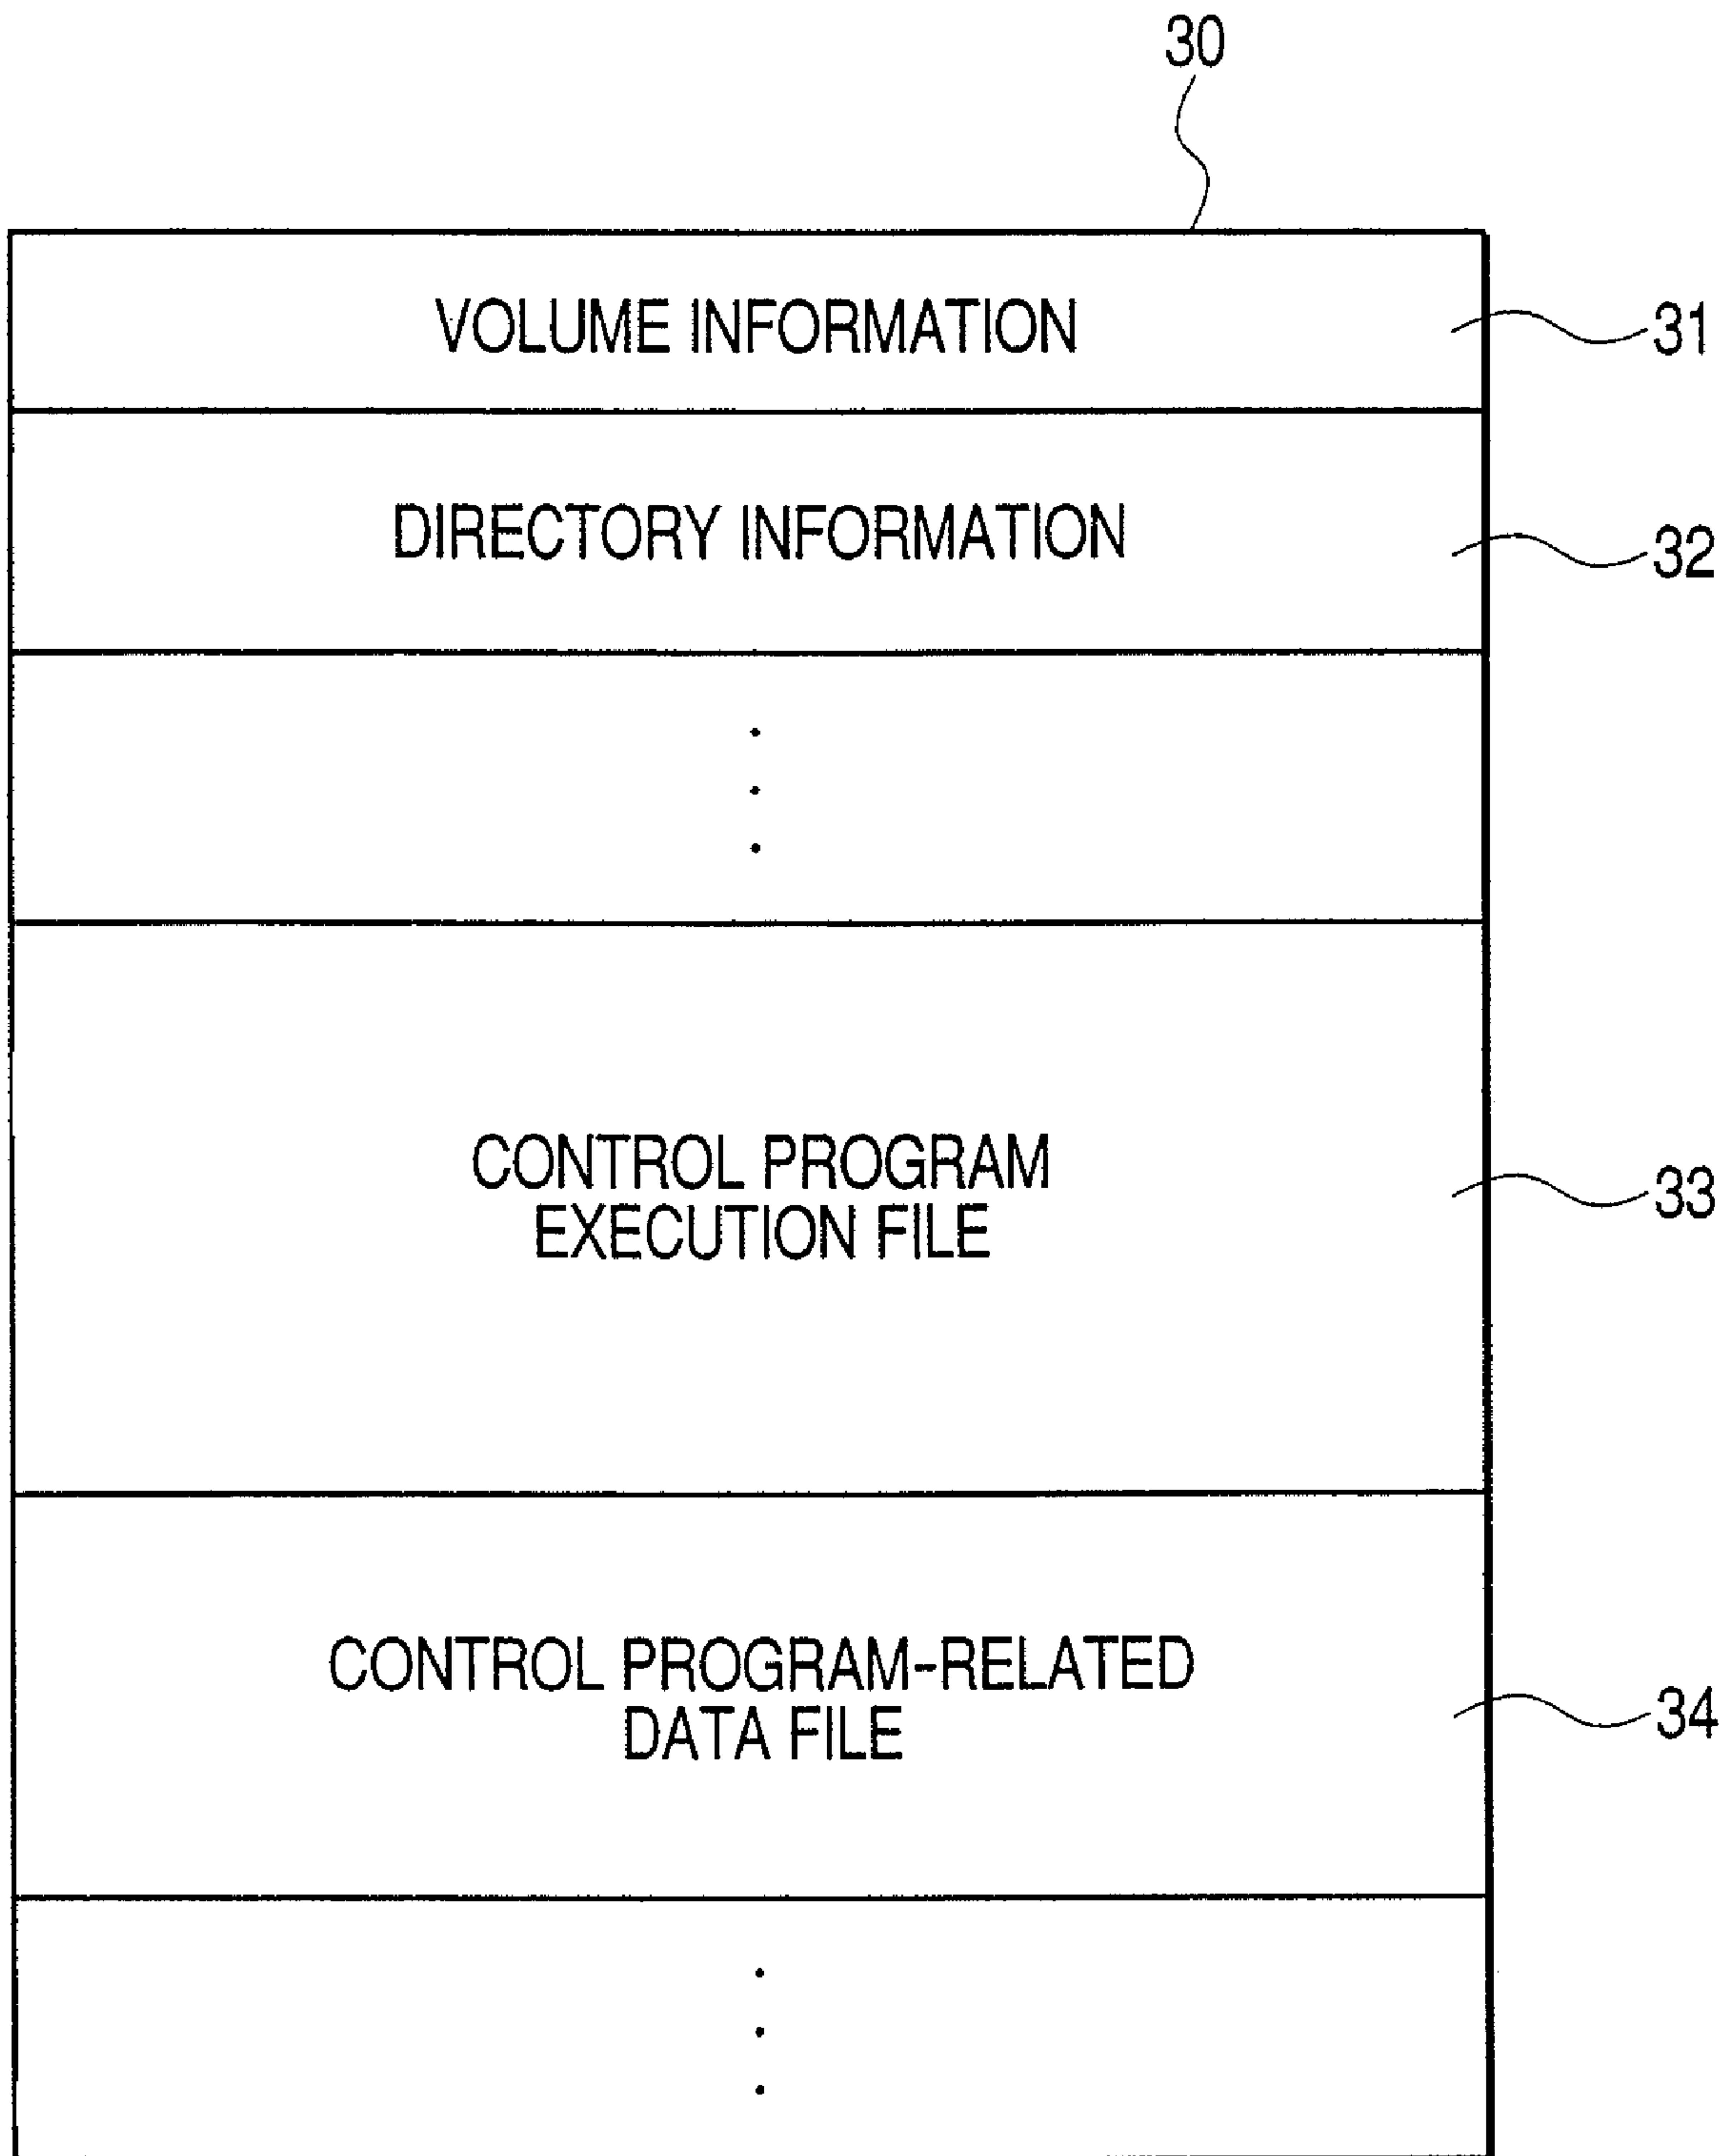 30
VOLUME INFORMATION
31
DIRECTORY INFORMATION
32
CONTROL PROGRAM
EXECUTION FILE
33
CONTROL PROGRAM-RELATED
DATA FILE
34